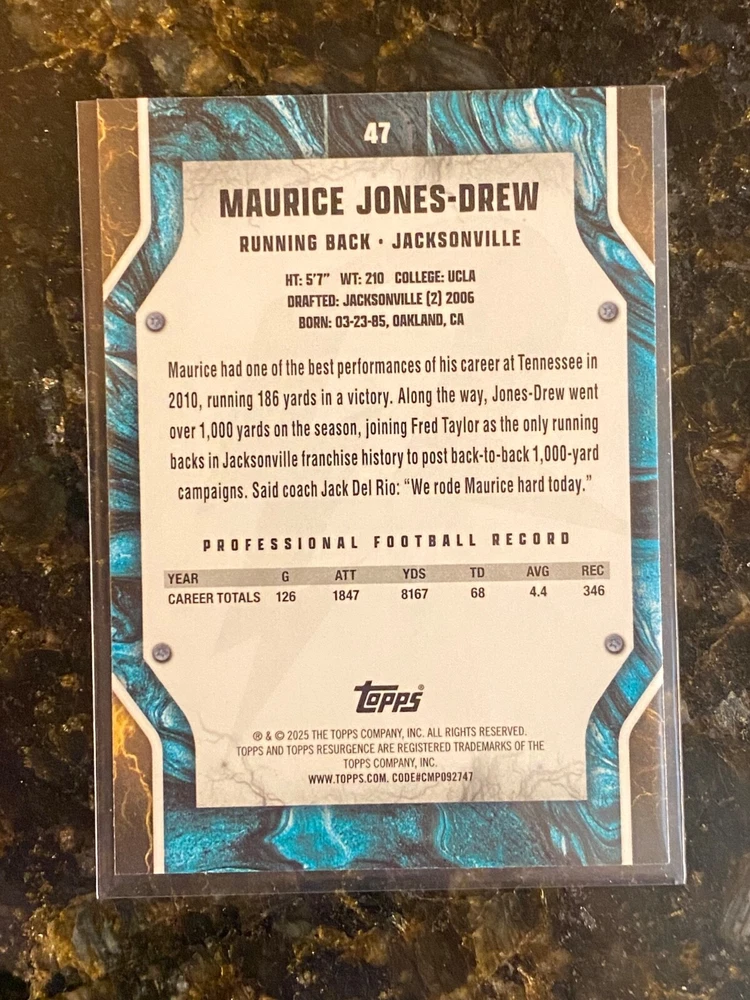 47
MAURICE JONES-DREW
RUNNING BACK • JACKSONVILLE
HT: 5'7" WT: 210 COLLEGE: UCLA
DRAFTED: JACKSONVILLE (2) 2006
BORN: 03-23-85, OAKLAND, CA
Maurice had one of the best performances of his career at Tennessee in
2010, running 186 yards in a victory. Along the way, Jones-Drew went
over 1,000 yards on the season, joining Fred Taylor as the only running
backs in Jacksonville franchise history to post back-to-back 1,000-yard
campaigns. Said coach Jack Del Rio: “We rode Maurice hard today.”
PROFESSIONAL FOOTBALL RECORD
YEAR G ATT YDS TD AVG REC
CAREER TOTALS 126 1847 8167 68 4.4 346
Topps®
® & © 2025 THE TOPPS COMPANY, INC. ALL RIGHTS RESERVED.
TOPPS AND TOPPS RESURGENCE ARE REGISTERED TRADEMARKS OF THE
TOPPS COMPANY, INC.
WWW.TOPPS.COM. CODE#CMP092747